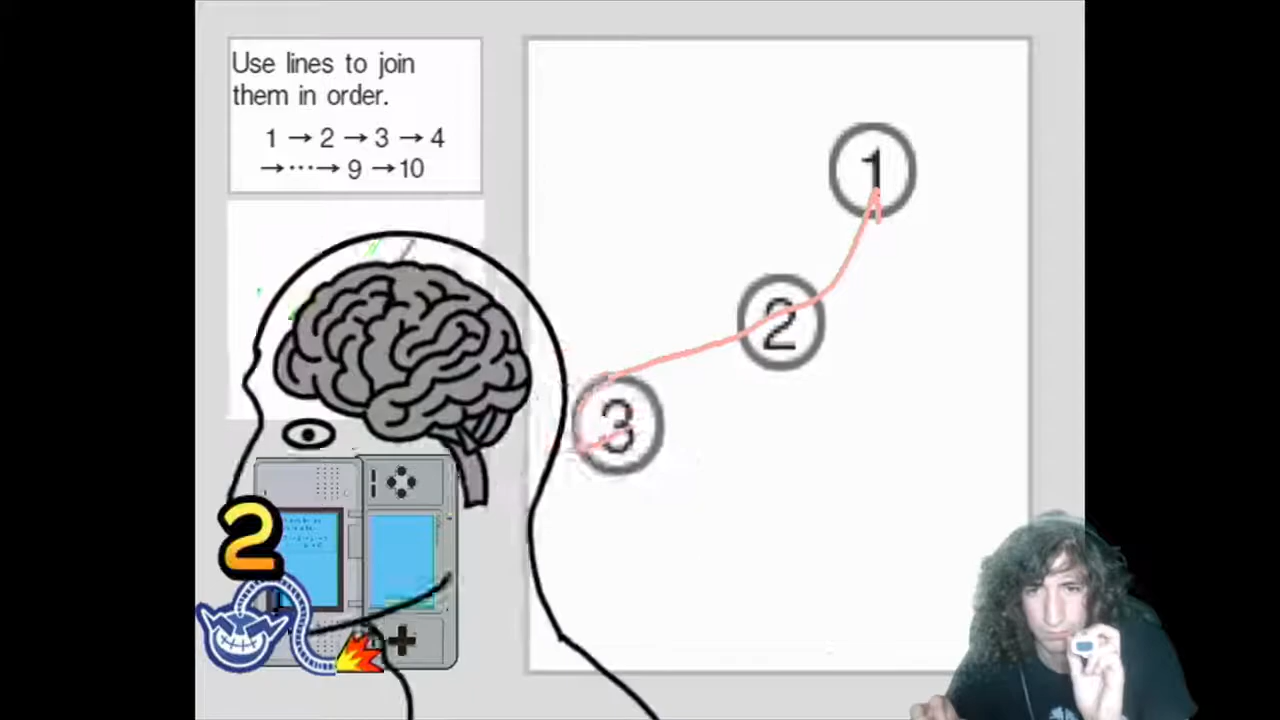 Use lines to join
them in order.
1 → 2 → 3 → 4
→ ⋯ → 9 → 10
1
2
3
2